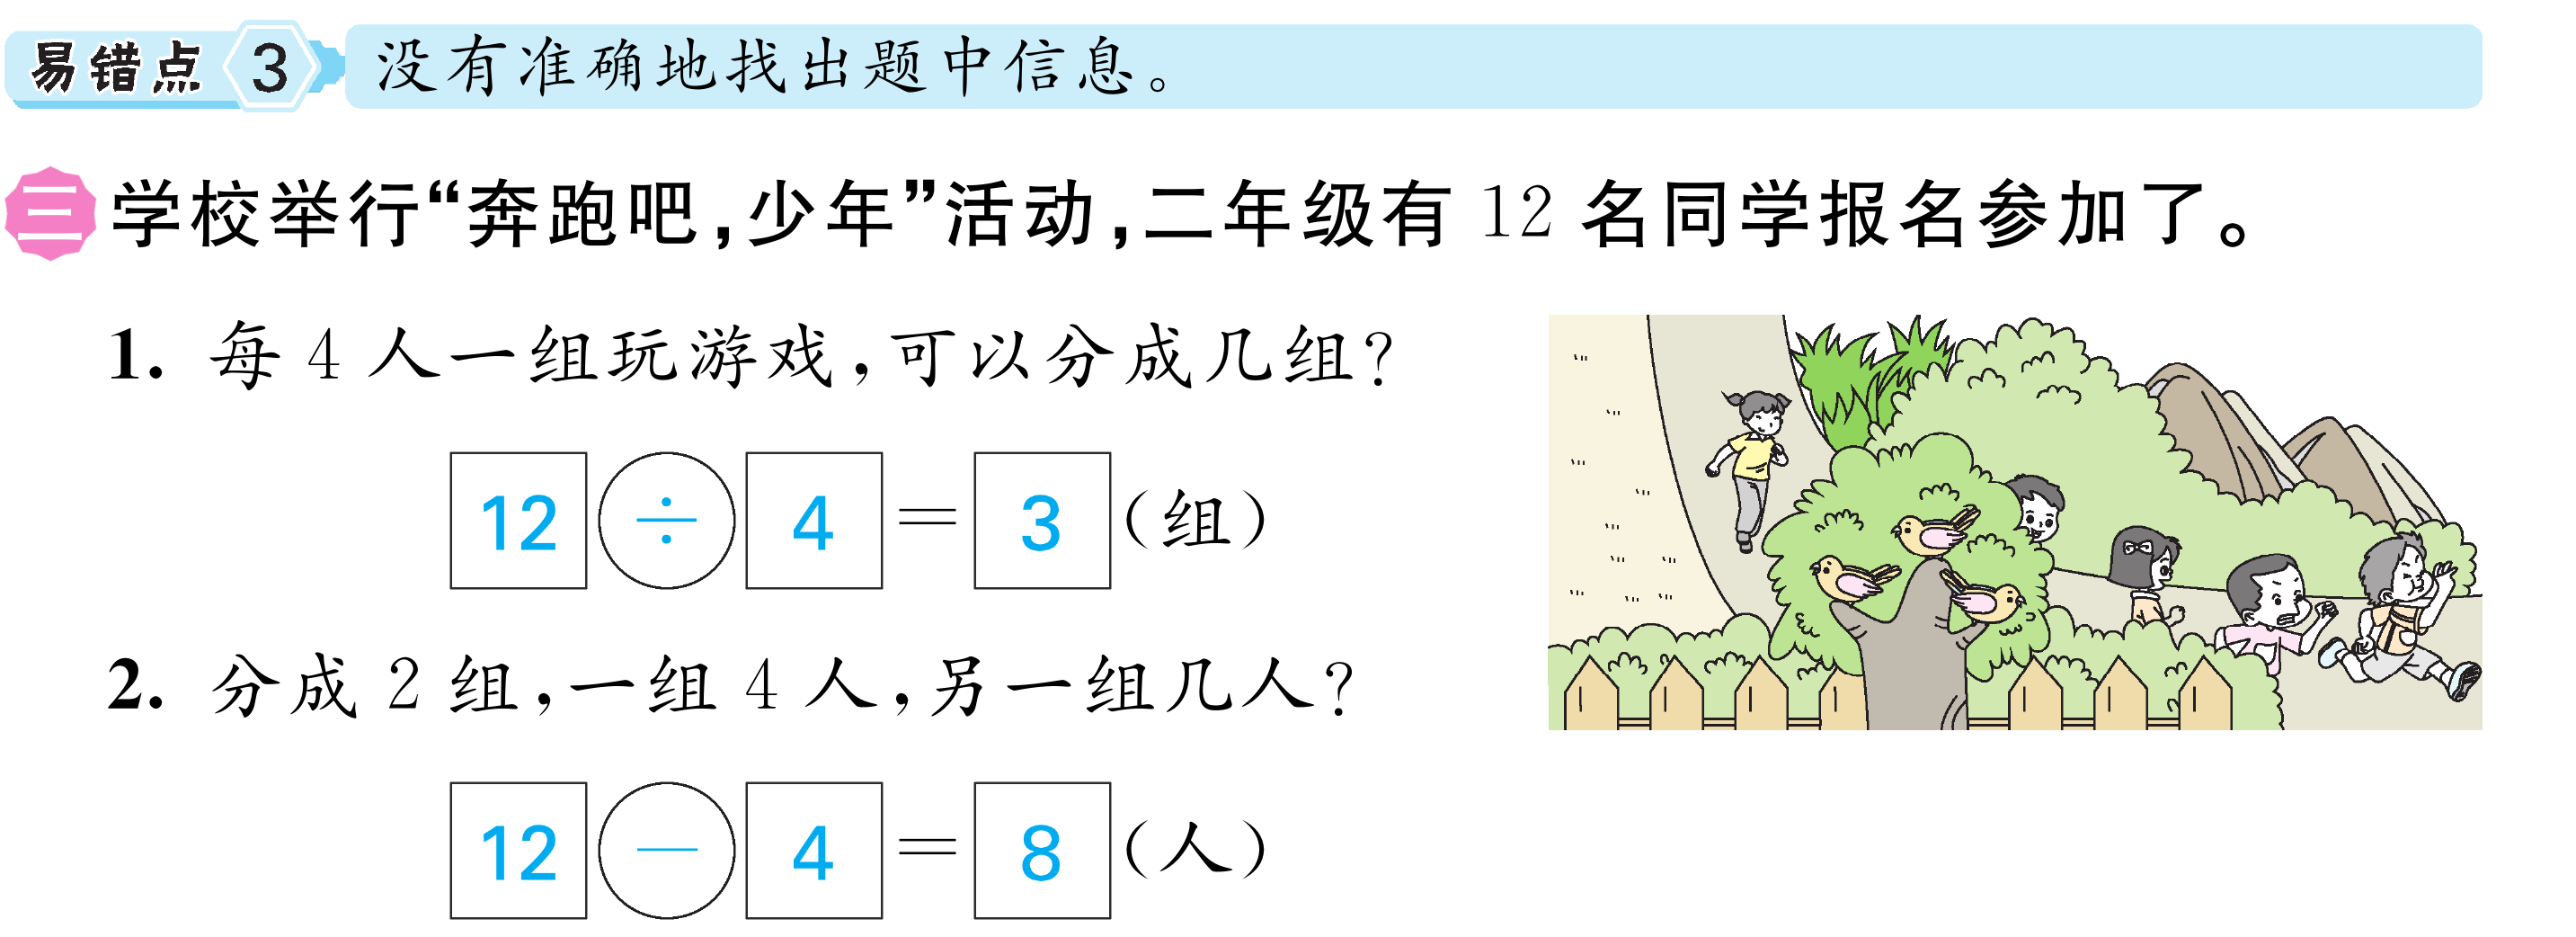 易错点 3 没有准确地找出题中信息。
三 学校举行“奔跑吧,少年”活动,二年级有 12 名同学报名参加了。
1. 每 4 人一组玩游戏,可以分成几组?
12 ÷ 4 = 3 (组)
2. 分成 2 组,一组 4 人,另一组几人?
12 － 4 = 8 (人)